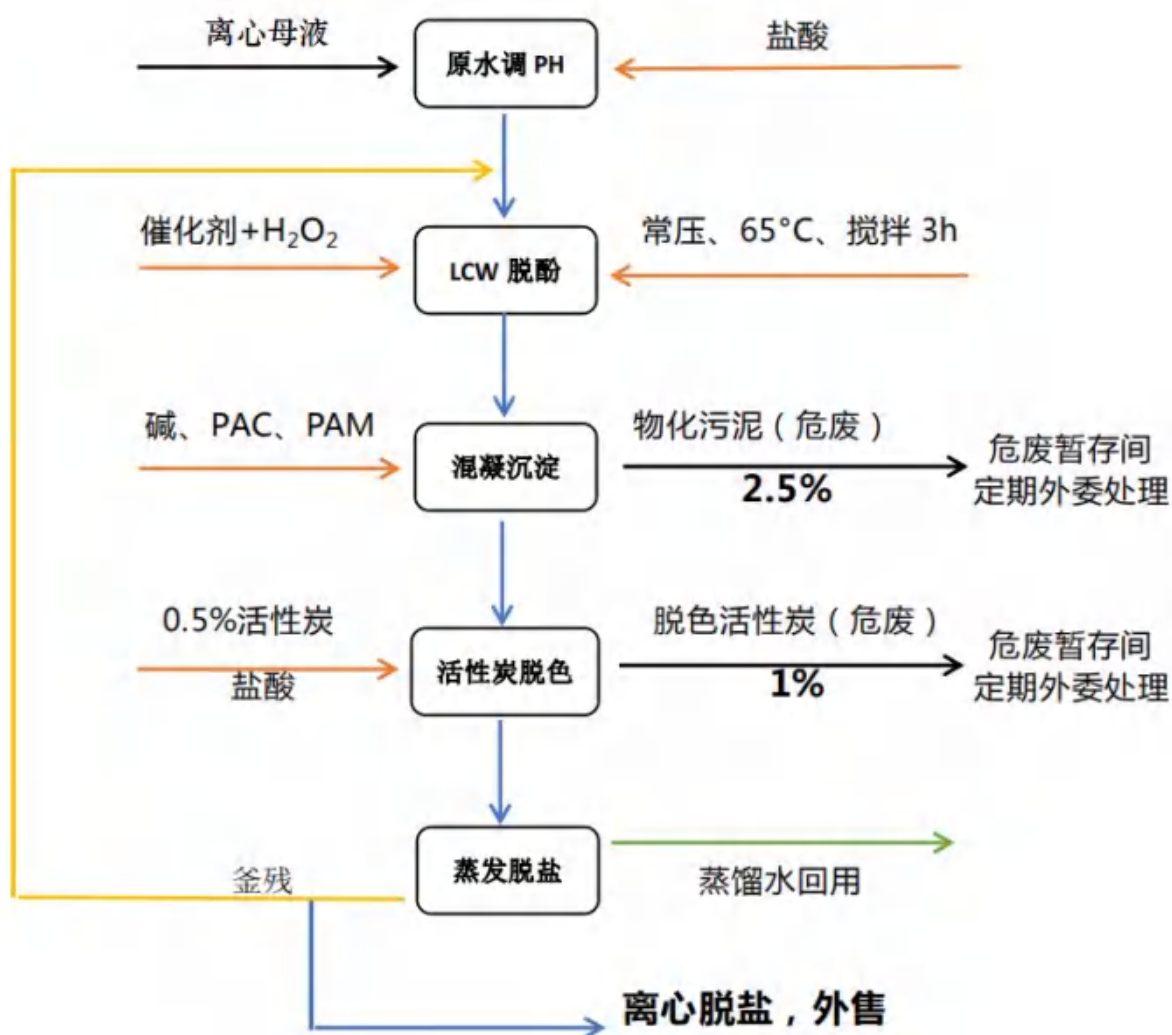 离心母液
原水调 PH
盐酸
催化剂+H₂O₂
LCW 脱酚
常压、65°C、搅拌 3h
碱、PAC、PAM
混凝沉淀
物化污泥（危废）
2.5%
危废暂存间
定期外委处理
0.5%活性炭
盐酸
活性炭脱色
脱色活性炭（危废）
1%
危废暂存间
定期外委处理
釜残
蒸发脱盐
蒸馏水回用
离心脱盐，外售